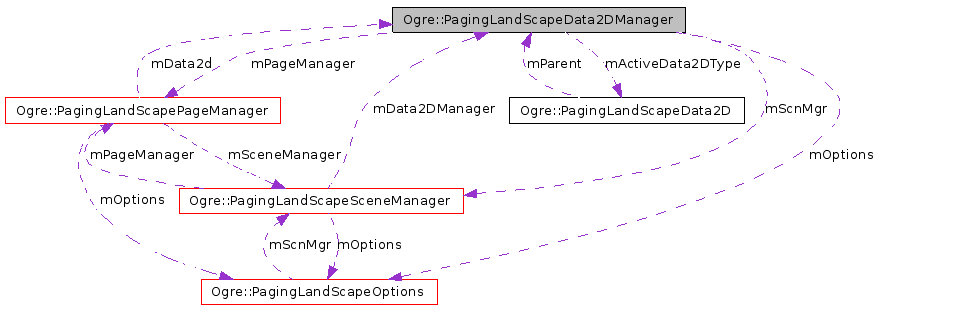 Ogre::PagingLandScapeData2DManager
mData2d
mPageManager
mParent
mActiveData2DType
mData2DManager
mScnMgr
Ogre::PagingLandScapePageManager
Ogre::PagingLandScapeData2D
mPageManager
mSceneManager
mOptions
mOptions
Ogre::PagingLandScapeSceneManager
mScnMgr
mOptions
Ogre::PagingLandScapeOptions